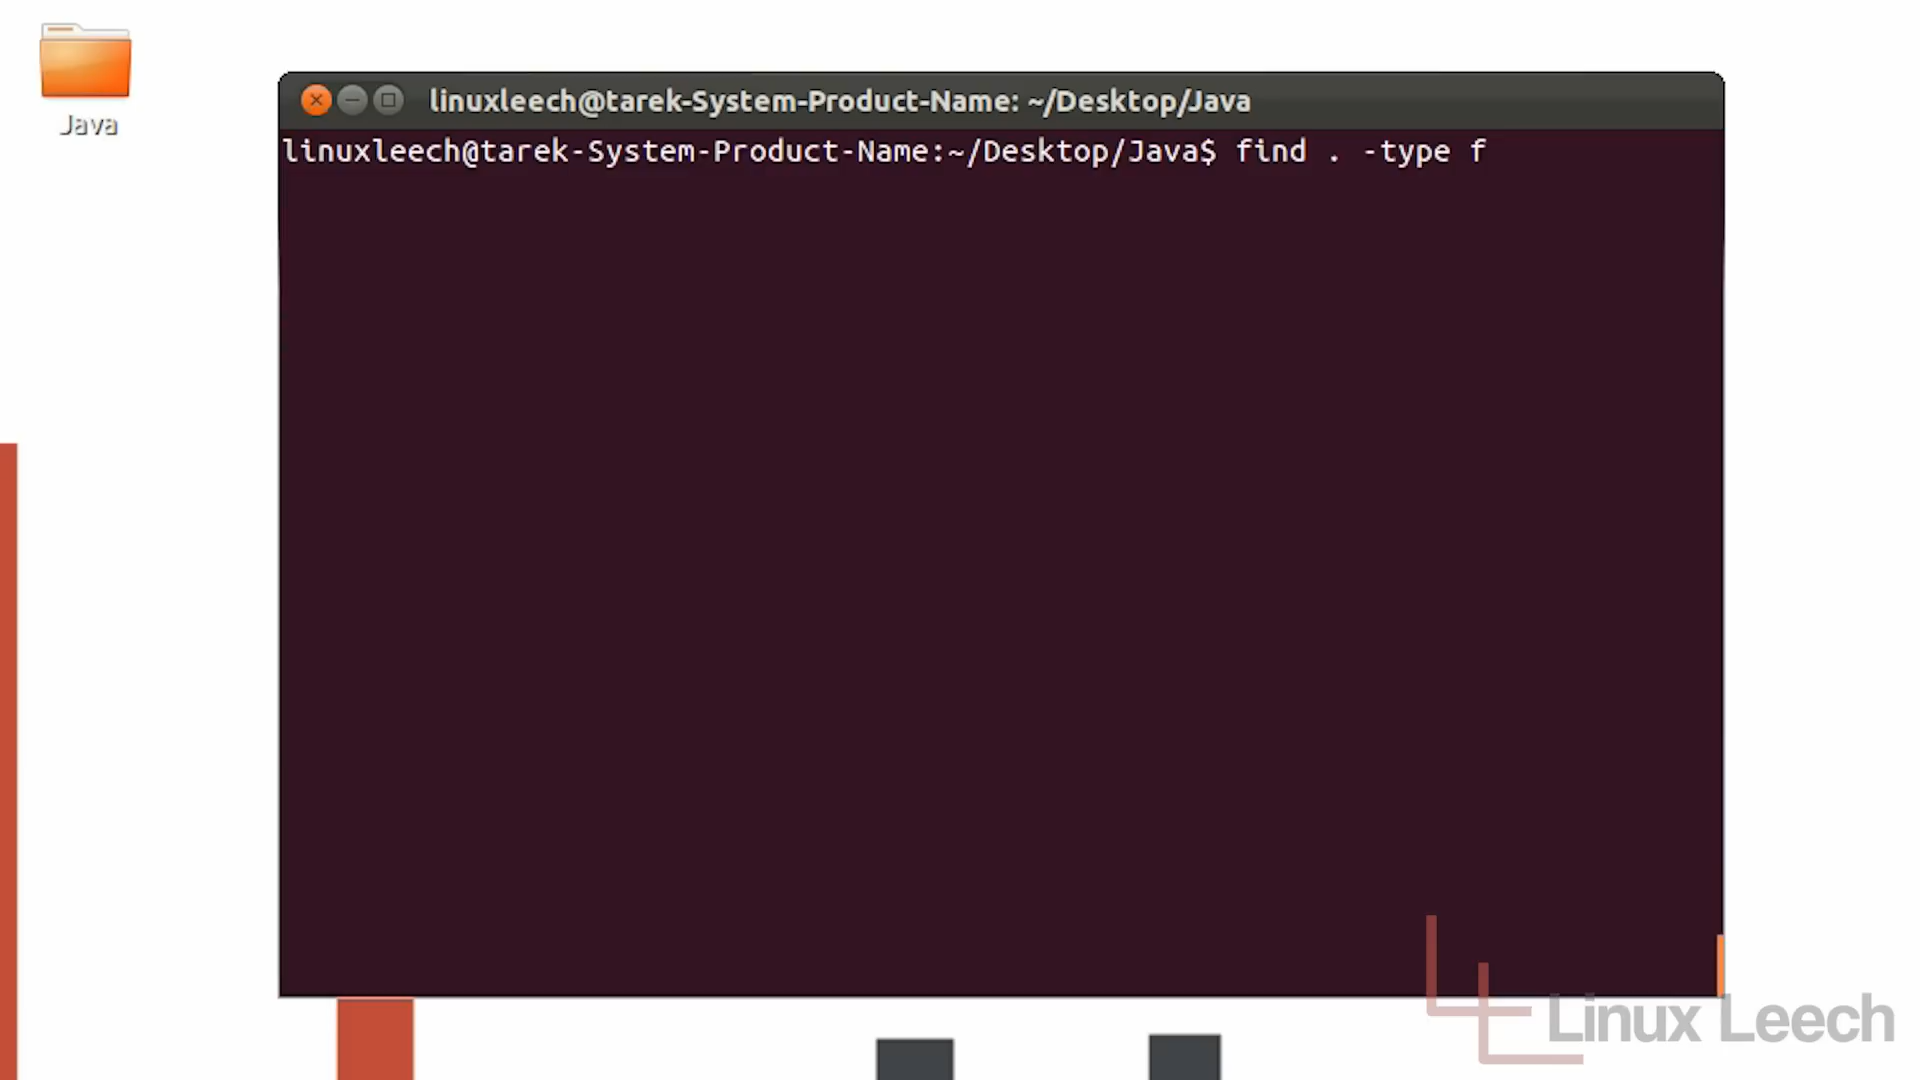 Java
linuxleech@tarek-System-Product-Name: ~/Desktop/Java
linuxleech@tarek-System-Product-Name:~/Desktop/Java$ find . -type f
Linux Leech